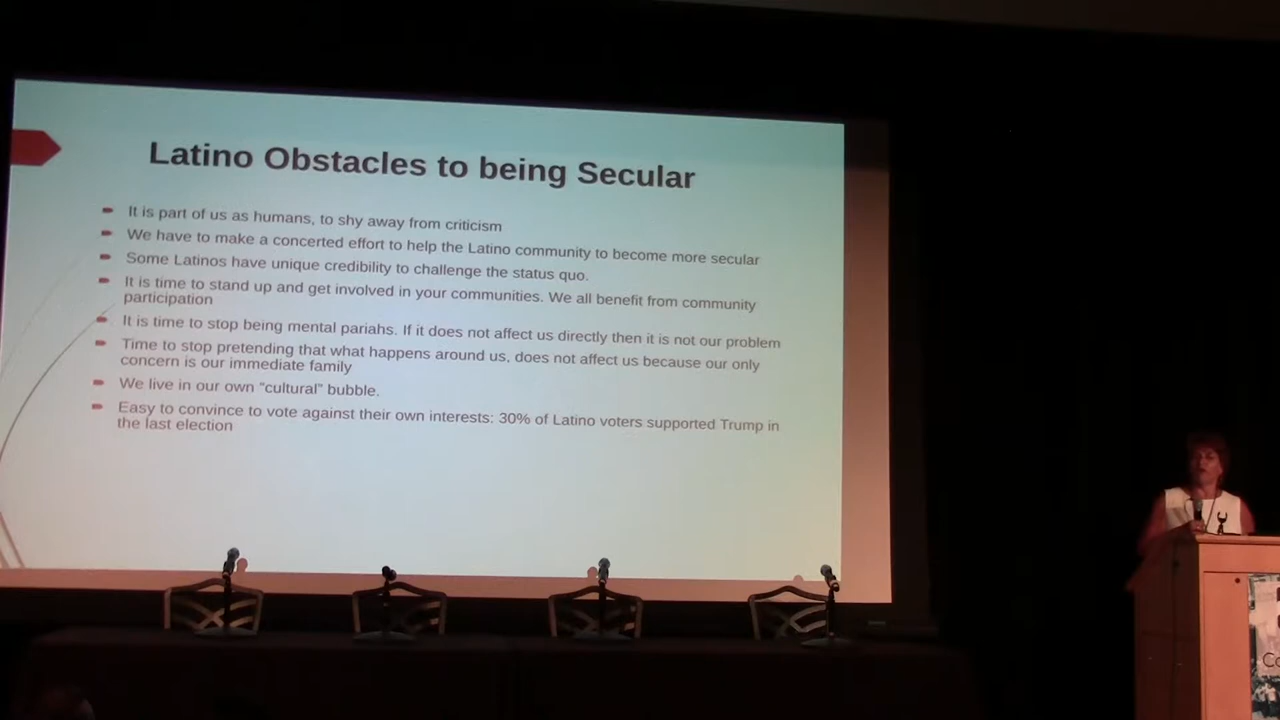 Latino Obstacles to being Secular
It is part of us as humans, to shy away from criticism
We have to make a concerted effort to help the Latino community to become more secular
Some Latinos have unique credibility to challenge the status quo.
It is time to stand up and get involved in your communities. We all benefit from community
participation
It is time to stop being mental pariahs. If it does not affect us directly then it is not our problem
Time to stop pretending that what happens around us, does not affect us because our only
concern is our immediate family
We live in our own "cultural" bubble.
Easy to convince to vote against their own interests: 30% of Latino voters supported Trump in
the last election